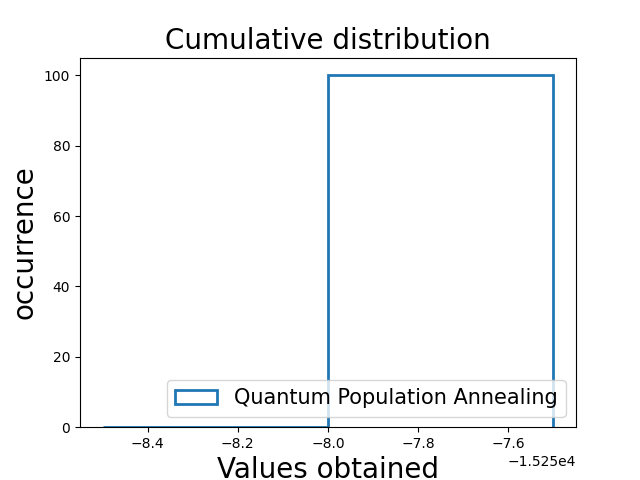 Cumulative distribution
occurrence
100
80
60
40
20
0
Quantum Population Annealing
−8.4 −8.2 −8.0 −7.8 −7.6
−1.525e4
Values obtained